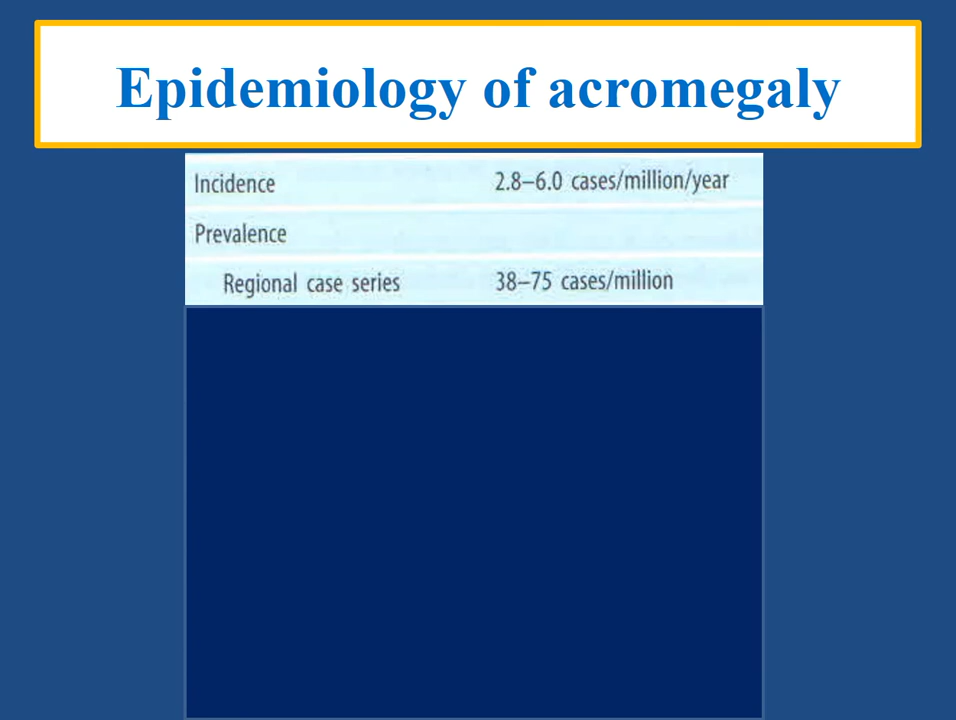 Epidemiology of acromegaly
Incidence 2.8–6.0 cases/million/year
Prevalence
Regional case series 38–75 cases/million